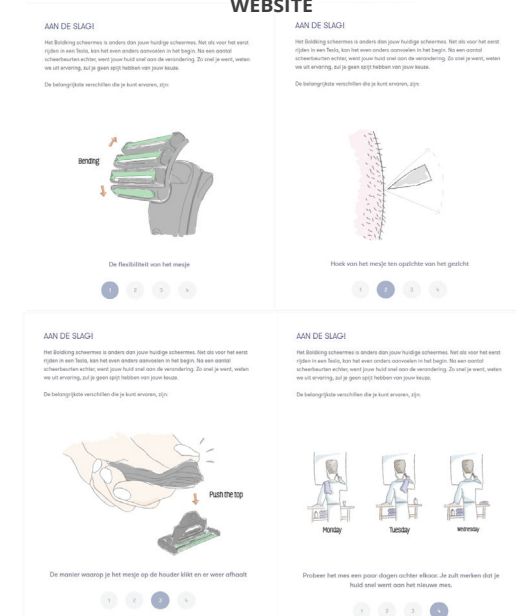 WEBSITE
AAN DE SLAG!
Het Boldking scheermes is anders dan jouw huidige scheermes. Net als voor het eerst
rijden in een Tesla, kan het even anders aanvoelen in het begin. Na een aantal
scheerbeurten echter, went jouw huid snel aan de verandering. Zo snel je went, weten
we uit ervaring, zul je geen spijt hebben van jouw keuze.
De belangrijkste verschillen die je kunt ervaren, zijn:
Bending
De flexibiliteit van het mesje
1 2 3 4
AAN DE SLAG!
Het Boldking scheermes is anders dan jouw huidige scheermes. Net als voor het eerst
rijden in een Tesla, kan het even anders aanvoelen in het begin. Na een aantal
scheerbeurten echter, went jouw huid snel aan de verandering. Zo snel je went, weten
we uit ervaring, zul je geen spijt hebben van jouw keuze.
De belangrijkste verschillen die je kunt ervaren, zijn:
Hoek van het mesje ten opzichte van het gezicht
1 2 3 4
AAN DE SLAG!
Het Boldking scheermes is anders dan jouw huidige scheermes. Net als voor het eerst
rijden in een Tesla, kan het even anders aanvoelen in het begin. Na een aantal
scheerbeurten echter, went jouw huid snel aan de verandering. Zo snel je went, weten
we uit ervaring, zul je geen spijt hebben van jouw keuze.
De belangrijkste verschillen die je kunt ervaren, zijn:
Push the top
De manier waarop je het mesje op de houder klikt en er weer afhaalt
1 2 3 4
AAN DE SLAG!
Het Boldking scheermes is anders dan jouw huidige scheermes. Net als voor het eerst
rijden in een Tesla, kan het even anders aanvoelen in het begin. Na een aantal
scheerbeurten echter, went jouw huid snel aan de verandering. Zo snel je went, weten
we uit ervaring, zul je geen spijt hebben van jouw keuze.
De belangrijkste verschillen die je kunt ervaren, zijn:
Monday Tuesday Wednesday
Probeer het mes een paar dagen achter elkaar. Je zult merken dat je
huid snel went aan het nieuwe mes.
1 2 3 4